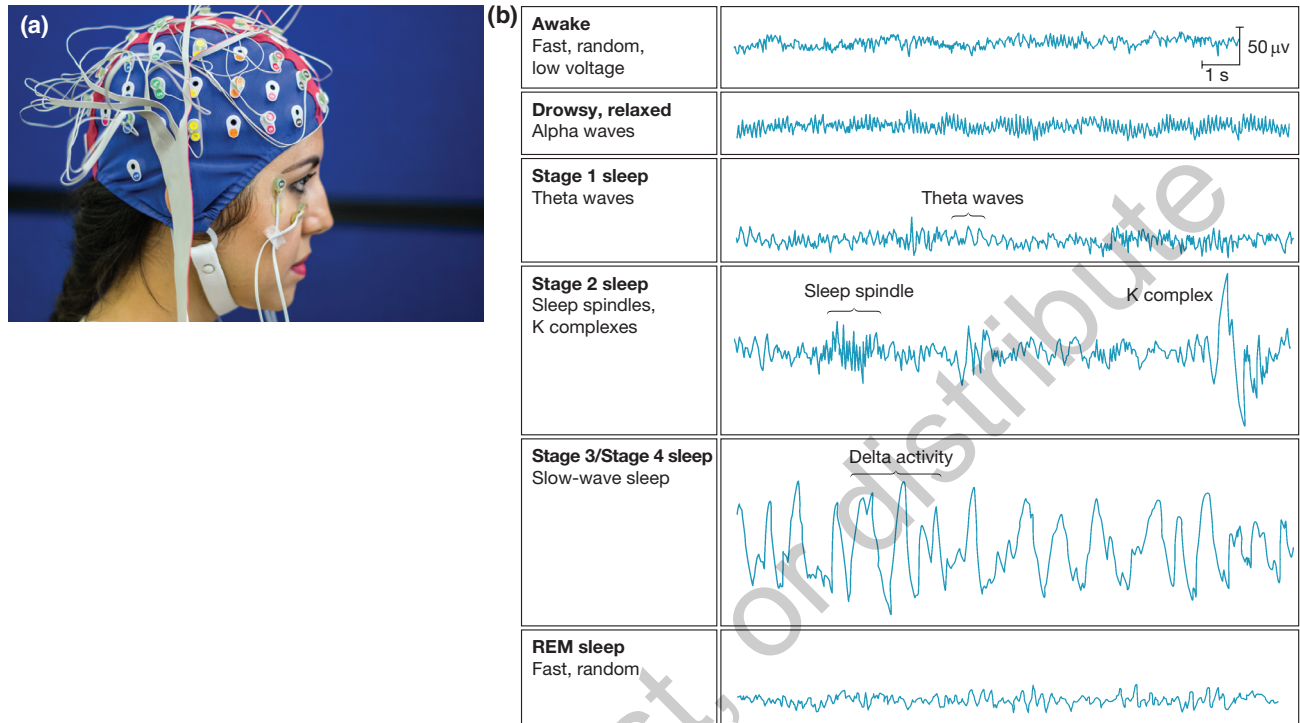 (a)
(b)
Awake
Fast, random,
low voltage
50 μv
1 s
Drowsy, relaxed
Alpha waves
Stage 1 sleep
Theta waves
Theta waves
Stage 2 sleep
Sleep spindles,
K complexes
Sleep spindle
K complex
Stage 3/Stage 4 sleep
Slow-wave sleep
Delta activity
REM sleep
Fast, random
or distribute